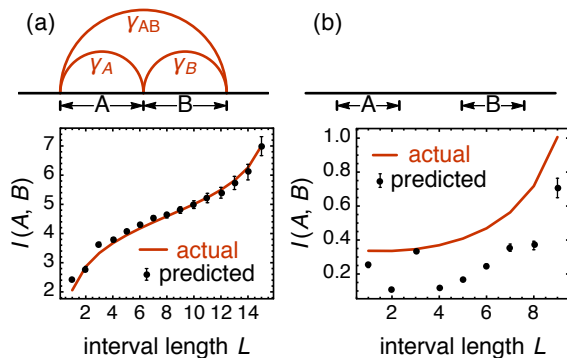 (a)
γAB
γA
γB
A
B
7
6
5
4
3
2
I(A, B)
actual
predicted
2 4 6 8 10 12 14
interval length L
(b)
A
B
1.0
0.8
0.6
0.4
0.2
I(A, B)
actual
predicted
2 4 6 8
interval length L